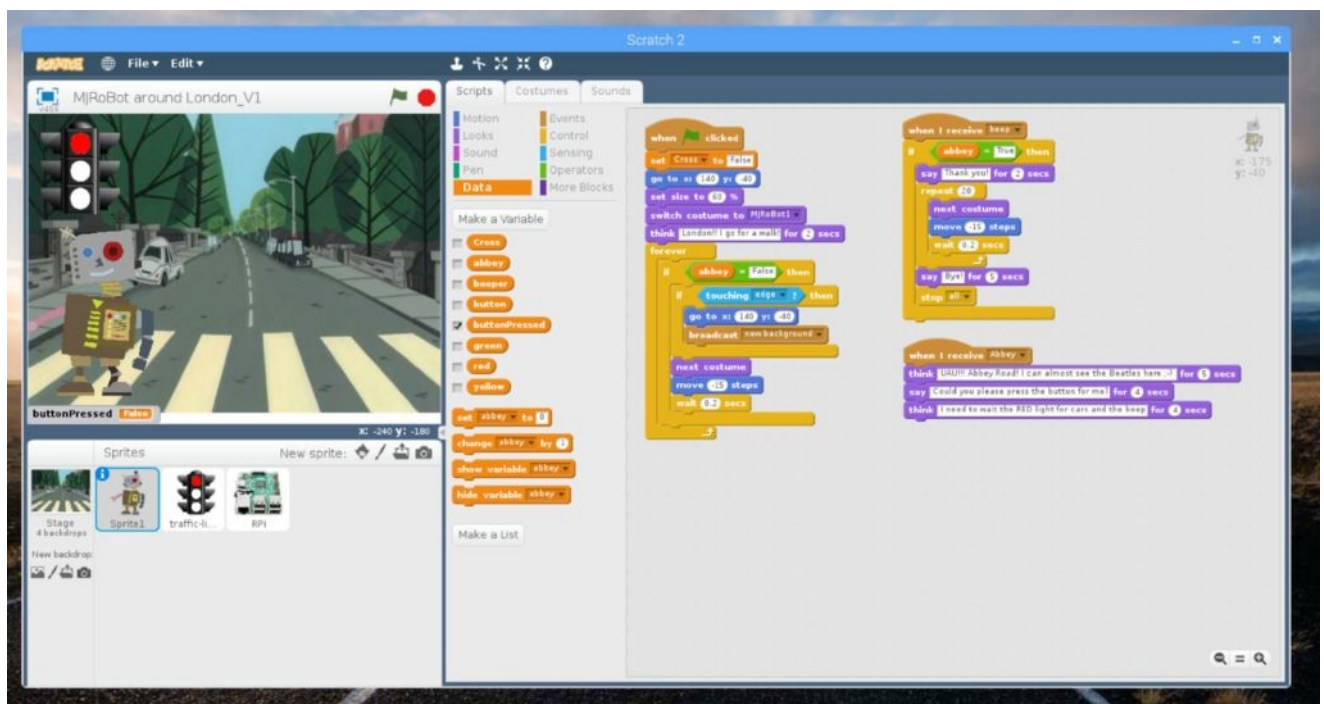 Scratch 2
SCRATCH File Edit
MJRoBot around London_V1
v455
buttonPressed False
x: -240 y: -180
Sprites New sprite:
Stage
4 backdrops
New backdrop:
Sprite1
traffic-li...
RPi
Scripts Costumes Sounds
Motion Events
Looks Control
Sound Sensing
Pen Operators
Data More Blocks
Make a Variable
Cross
abbey
beeper
button
buttonPressed
green
red
yellow
set abbey to 0
change abbey by 1
show variable abbey
hide variable abbey
Make a List
when clicked
set Cross to False
go to x: 140 y: -40
set size to 60 %
switch costume to MJRoBot1
think London!! I go for a walk! for 2 secs
forever
if abbey = False then
if touching edge ? then
go to x: 140 y: -40
broadcast new background
next costume
move -15 steps
wait 0.2 secs
when I receive beep
if abbey = True then
say Thank you! for 2 secs
repeat 20
next costume
move -15 steps
wait 0.2 secs
say Bye! for 5 secs
stop all
when I receive Abbey
think UAU!!! Abbey Road! I can almost see the Beatles here ;-) for 5 secs
say Could you please press the button for me! for 4 secs
think I need to wait the RED light for cars and the beep for 4 secs
x: -175
y: -40